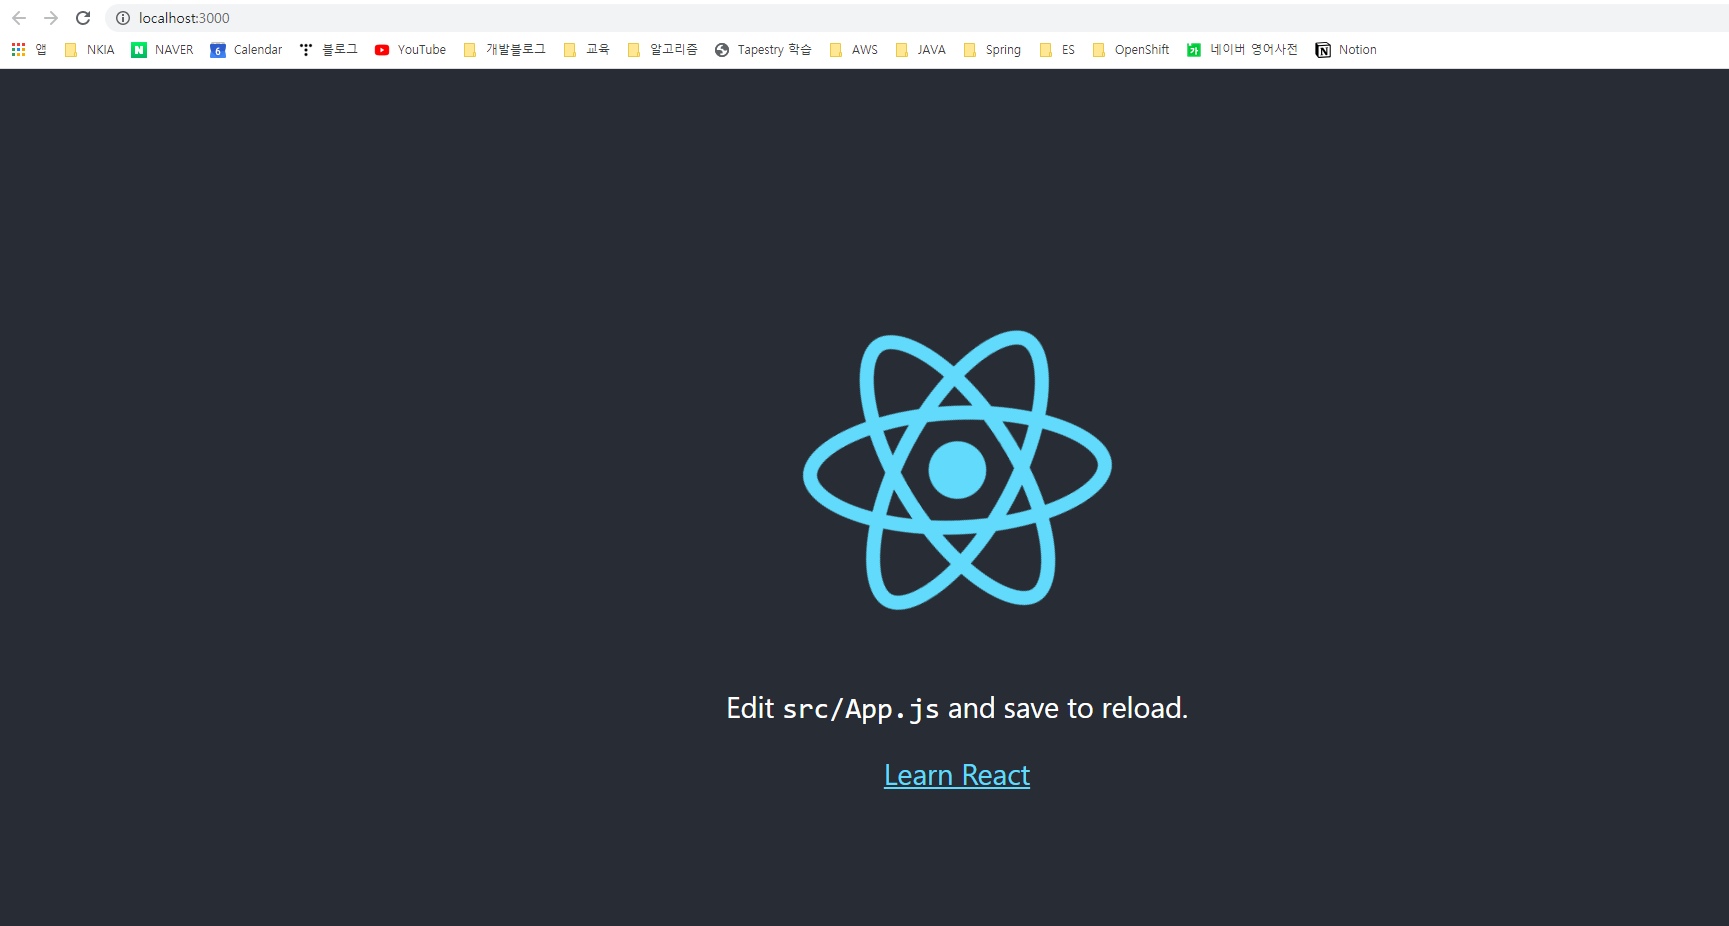 localhost:3000
앱 NKIA NAVER 6 Calendar 블로그 YouTube 개발블로그 교육 알고리즘 Tapestry 학습 AWS JAVA Spring ES OpenShift 가 네이버 영어사전 Notion
Edit src/App.js and save to reload.
Learn React